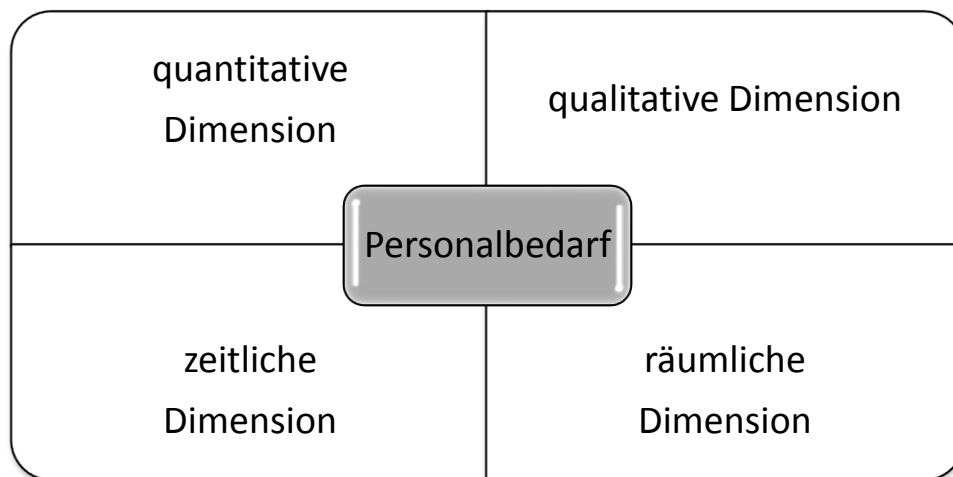 quantitative
Dimension
qualitative Dimension
Personalbedarf
zeitliche
Dimension
räumliche
Dimension